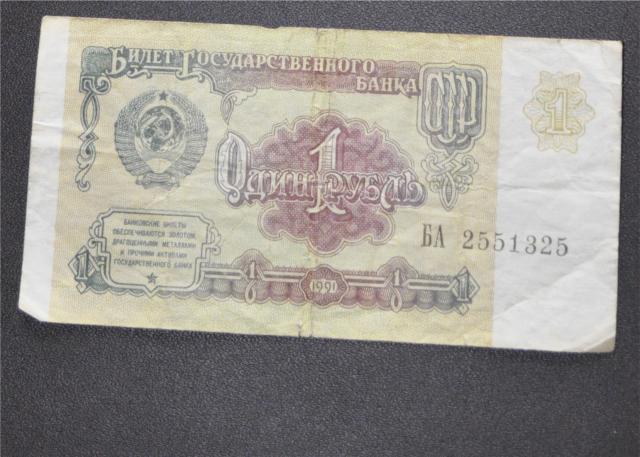 Билет Государственного
Банка
1
1
Один рубль
Банковские билеты
обеспечиваются золотом,
драгоценными металлами
и прочими активами
Государственного банка
БА 2551325
1
1
1991
1
1